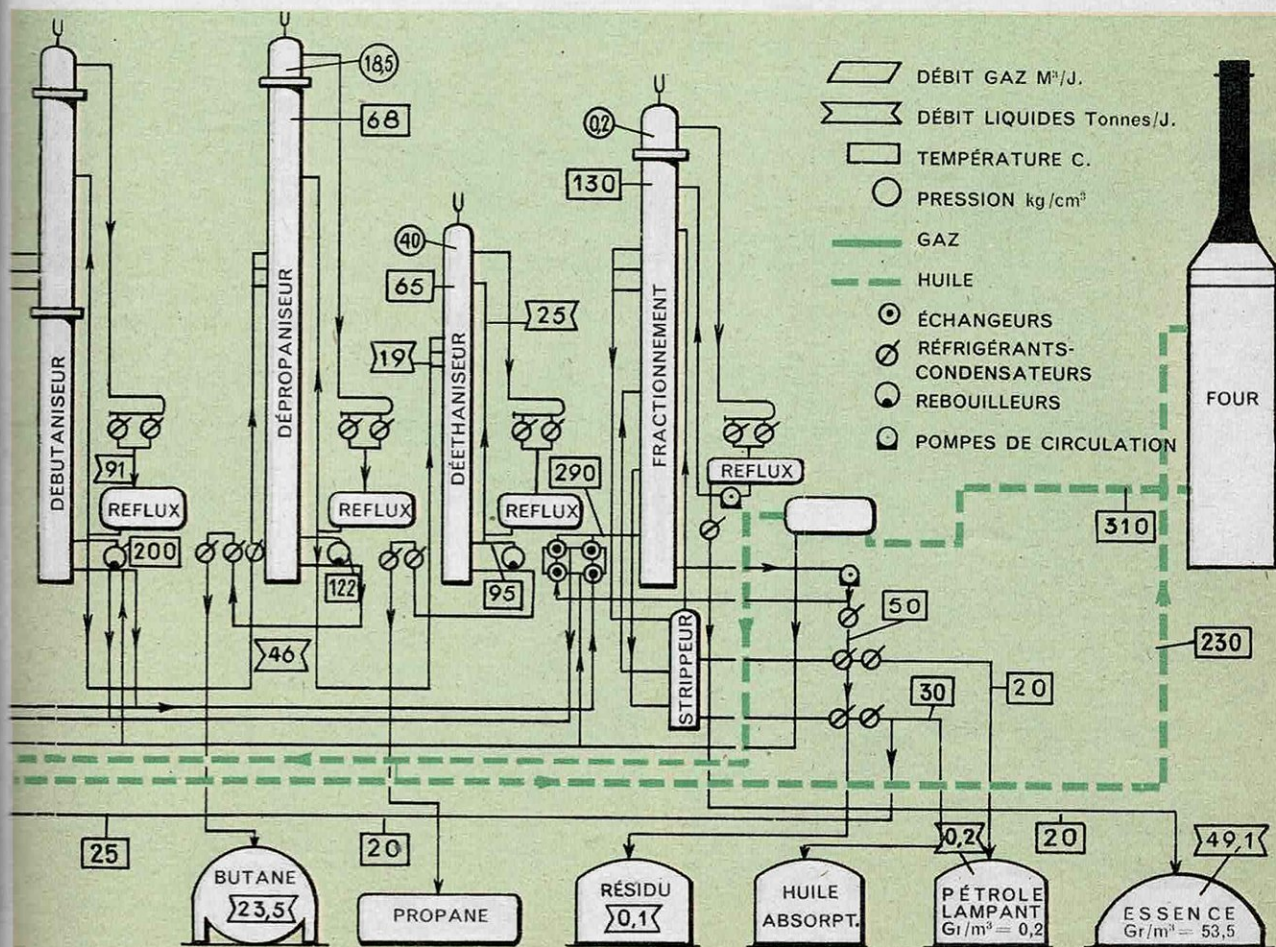 18,5
68
0,2
130
40
65
25
19
DEBUTANISEUR
DÉPROPANISEUR
DÉETHANISEUR
FRACTIONNEMENT
DÉBIT GAZ M³/J.
DÉBIT LIQUIDES Tonnes/J.
TEMPÉRATURE C.
PRESSION kg/cm³
GAZ
HUILE
ÉCHANGEURS
RÉFRIGÉRANTS-
CONDENSATEURS
REBOUILLEURS
POMPES DE CIRCULATION
FOUR
91
REFLUX
REFLUX
REFLUX
REFLUX
290
310
200
122
95
50
46
STRIPPEUR
230
20
30
25
20
20
BUTANE
23,5
PROPANE
RÉSIDU
0,1
HUILE
ABSORPT.
0,2
PÉTROLE
LAMPANT
Gr/m³ = 0,2
49,1
ESSENCE
Gr/m³ = 53,5